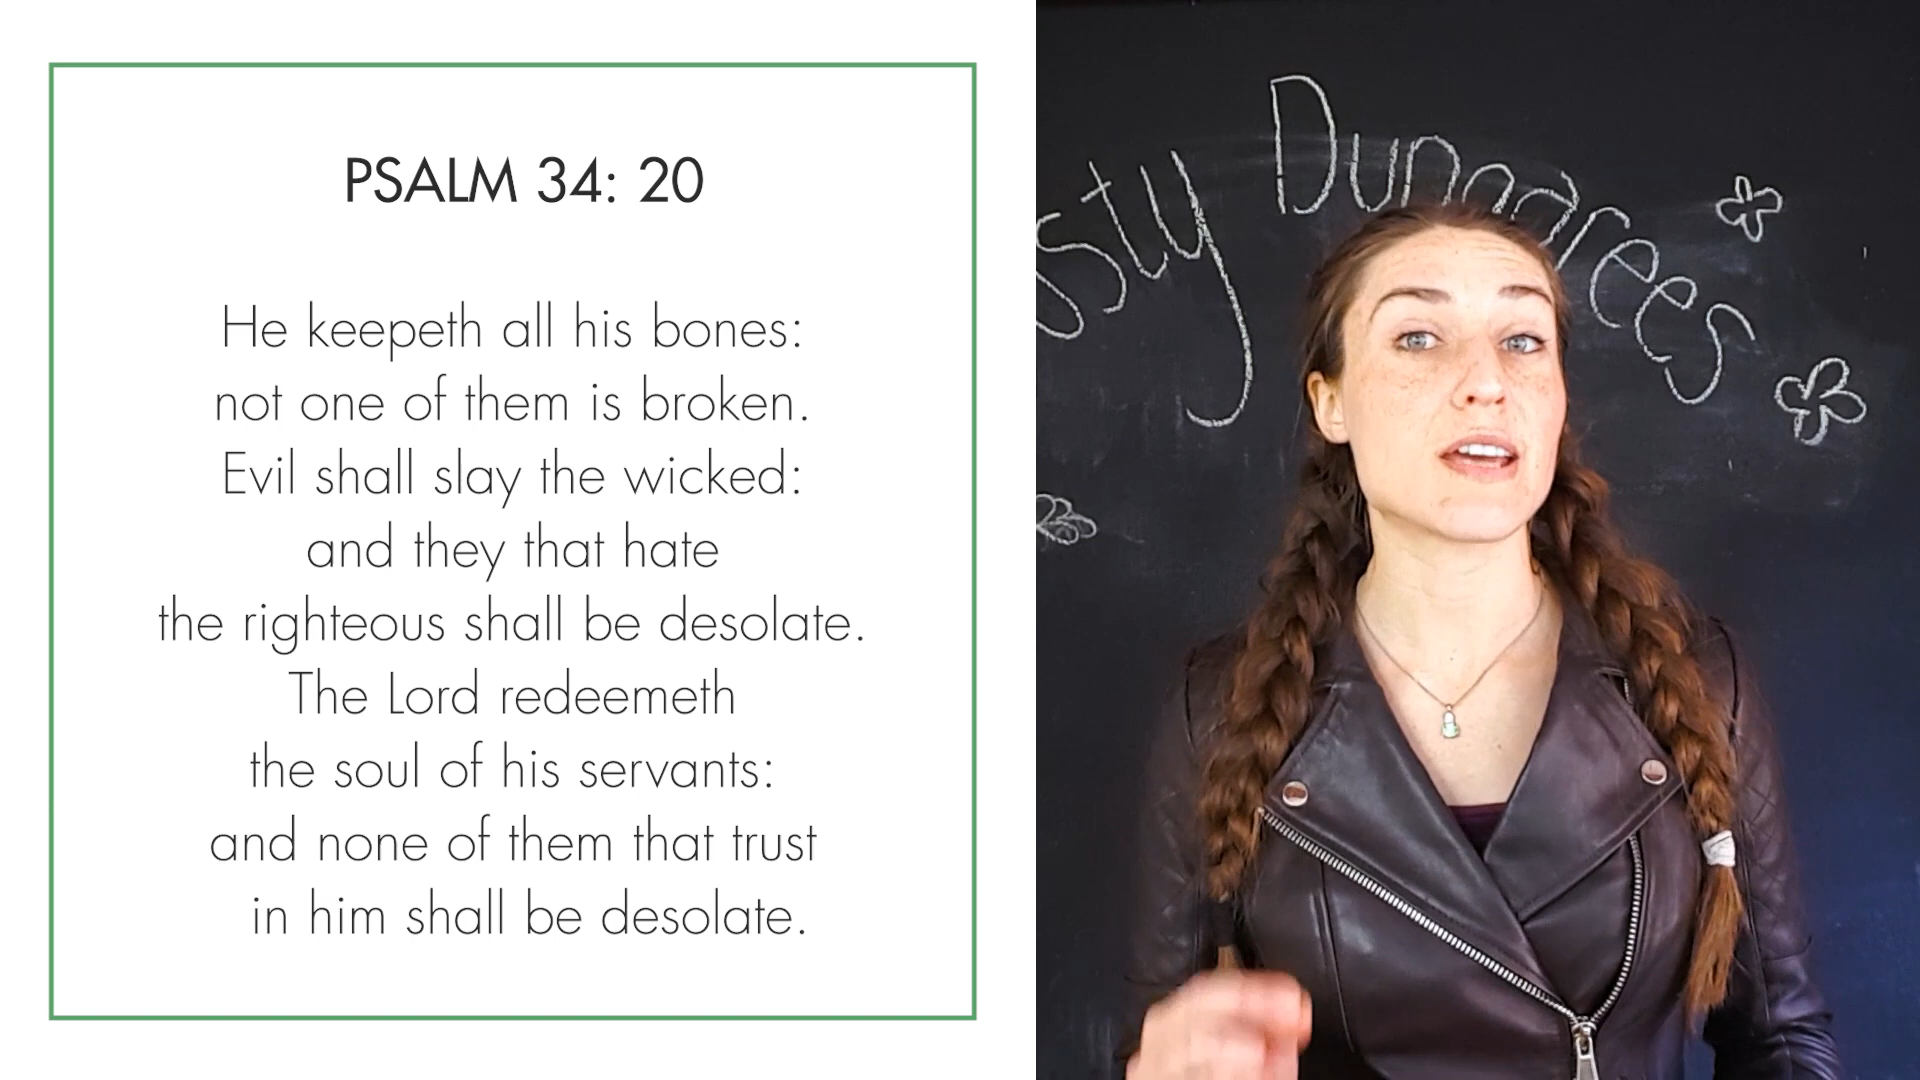 PSALM 34: 20
He keepeth all his bones:
not one of them is broken.
Evil shall slay the wicked:
and they that hate
the righteous shall be desolate.
The Lord redeemeth
the soul of his servants:
and none of them that trust
in him shall be desolate.
sty Dungarees